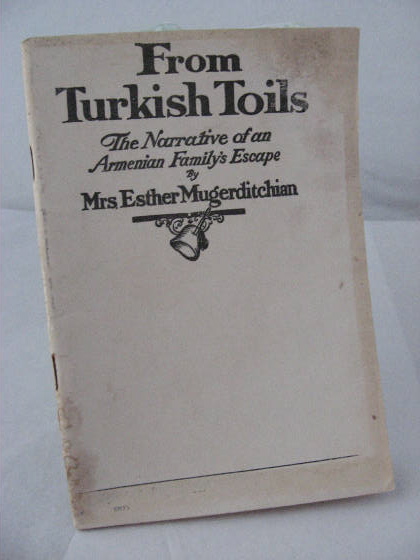 From
Turkish Toils
The Narrative of an
Armenian Family's Escape
By
Mrs. Esther Mugerditchian